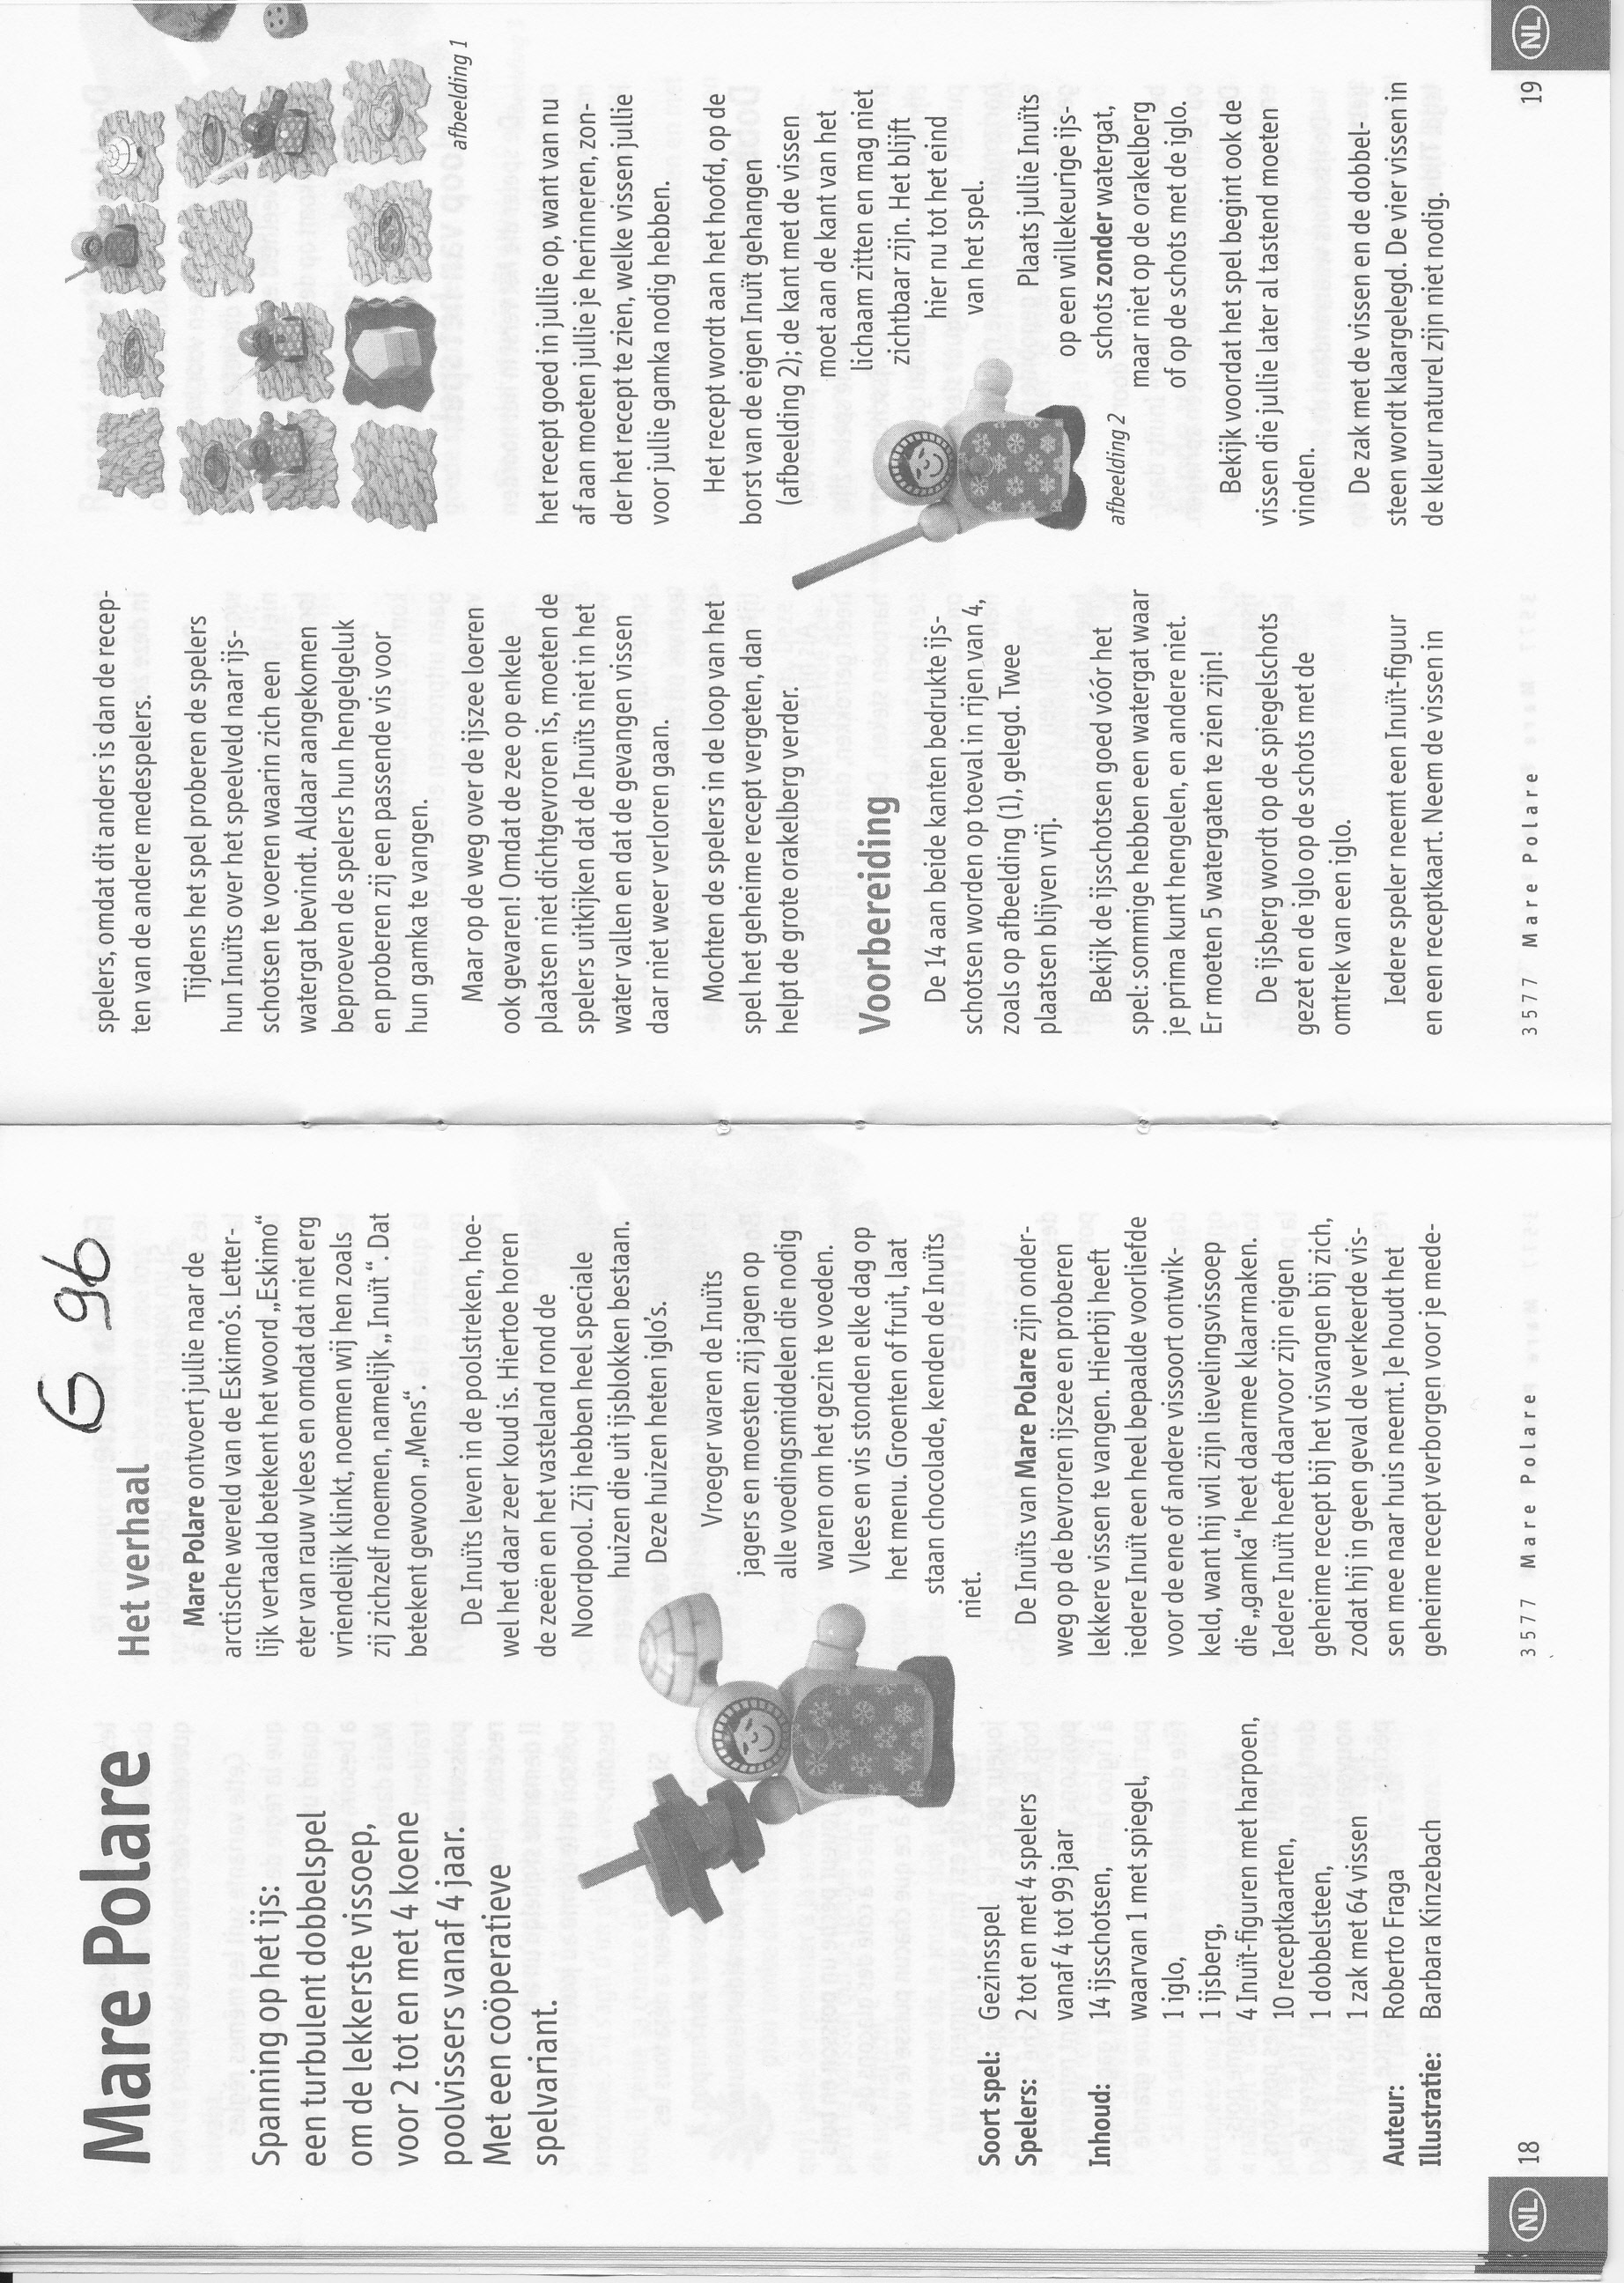 G 96
Mare Polare
Spanning op het ijs:
een turbulent dobbelspel
om de lekkerste vissoep,
voor 2 tot en met 4 koene
poolvissers vanaf 4 jaar.
Met een coöperatieve
spelvariant.
Soort spel: Gezinsspel
Spelers: 2 tot en met 4 spelers
vanaf 4 tot 99 jaar
Inhoud: 14 ijsschotsen,
waarvan 1 met spiegel,
1 iglo,
1 ijsberg,
4 Inuït-figuren met harpoen,
10 receptkaarten,
1 dobbelsteen,
1 zak met 64 vissen
Auteur: Roberto Fraga
Illustratie: Barbara Kinzebach
NL 18
Het verhaal
Mare Polare ontvoert jullie naar de
arctische wereld van de Eskimo's. Letter-
lijk vertaald betekent het woord „Eskimo“
eter van rauw vlees en omdat dat niet erg
vriendelijk klinkt, noemen wij hen zoals
zij zichzelf noemen, namelijk „ Inuït “. Dat
betekent gewoon „Mens“.
De Inuïts leven in de poolstreken, hoe-
wel het daar zeer koud is. Hiertoe horen
de zeeën en het vasteland rond de
Noordpool. Zij hebben heel speciale
huizen die uit ijsblokken bestaan.
Deze huizen heten iglo's.
Vroeger waren de Inuïts
jagers en moesten zij jagen op
alle voedingsmiddelen die nodig
waren om het gezin te voeden.
Vlees en vis stonden elke dag op
het menu. Groenten of fruit, laat
staan chocolade, kenden de Inuïts
niet.
De Inuïts van Mare Polare zijn onder-
weg op de bevroren ijszee en proberen
lekkere vissen te vangen. Hierbij heeft
iedere Inuït een heel bepaalde voorliefde
voor de ene of andere vissoort ontwik-
keld, want hij wil zijn lievelingsvissoep
die „gamka“ heet daarmee klaarmaken.
Iedere Inuït heeft daarvoor zijn eigen
geheime recept bij het visvangen bij zich,
zodat hij in geen geval de verkeerde vis-
sen mee naar huis neemt. Je houdt het
geheime recept verborgen voor je mede-
3577 Mare Polare
spelers, omdat dit anders is dan de recep-
ten van de andere medespelers.
Tijdens het spel proberen de spelers
hun Inuïts over het speelveld naar ijs-
schotsen te voeren waarin zich een
watergat bevindt. Aldaar aangekomen
beproeven de spelers hun hengelgeluk
en proberen zij een passende vis voor
hun gamka te vangen.
Maar op de weg over de ijszee loeren
ook gevaren! Omdat de zee op enkele
plaatsen niet dichtgevroren is, moeten de
spelers uitkijken dat de Inuïts niet in het
water vallen en dat de gevangen vissen
daar niet weer verloren gaan.
Mochten de spelers in de loop van het
spel het geheime recept vergeten, dan
helpt de grote orakelberg verder.
Voorbereiding
De 14 aan beide kanten bedrukte ijs-
schotsen worden op toeval in rijen van 4,
zoals op afbeelding (1), gelegd. Twee
plaatsen blijven vrij.
Bekijk de ijsschotsen goed vóór het
spel: sommige hebben een watergat waar
je prima kunt hengelen, en andere niet.
Er moeten 5 watergaten te zien zijn!
De ijsberg wordt op de spiegelschots
gezet en de iglo op de schots met de
omtrek van een iglo.
Iedere speler neemt een Inuït-figuur
en een receptkaart. Neem de vissen in
3577 Mare Polare
afbeelding 1
het recept goed in jullie op, want van nu
af aan moeten jullie je herinneren, zon-
der het recept te zien, welke vissen jullie
voor jullie gamka nodig hebben.
Het recept wordt aan het hoofd, op de
borst van de eigen Inuït gehangen
(afbeelding 2); de kant met de vissen
moet aan de kant van het
lichaam zitten en mag niet
zichtbaar zijn. Het blijft
hier nu tot het eind
van het spel.
Plaats jullie Inuïts
op een willekeurige ijs-
schots zonder watergat,
maar niet op de orakelberg
of op de schots met de iglo.
afbeelding 2
Bekijk voordat het spel begint ook de
vissen die jullie later al tastend moeten
vinden.
De zak met de vissen en de dobbel-
steen wordt klaargelegd. De vier vissen in
de kleur naturel zijn niet nodig.
19 NL